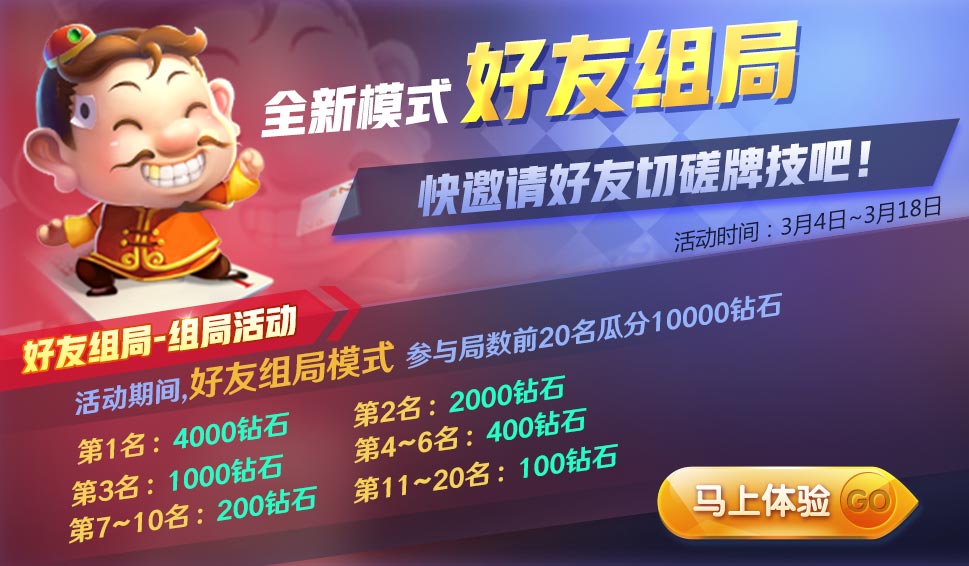 全新模式 好友组局
快邀请好友切磋牌技吧！
活动时间：3月4日~3月18日
好友组局-组局活动
活动期间,好友组局模式 参与局数前20名瓜分10000钻石
第1名：4000钻石 第2名：2000钻石
第3名：1000钻石 第4~6名：400钻石
第7~10名：200钻石 第11~20名：100钻石
马上体验 GO